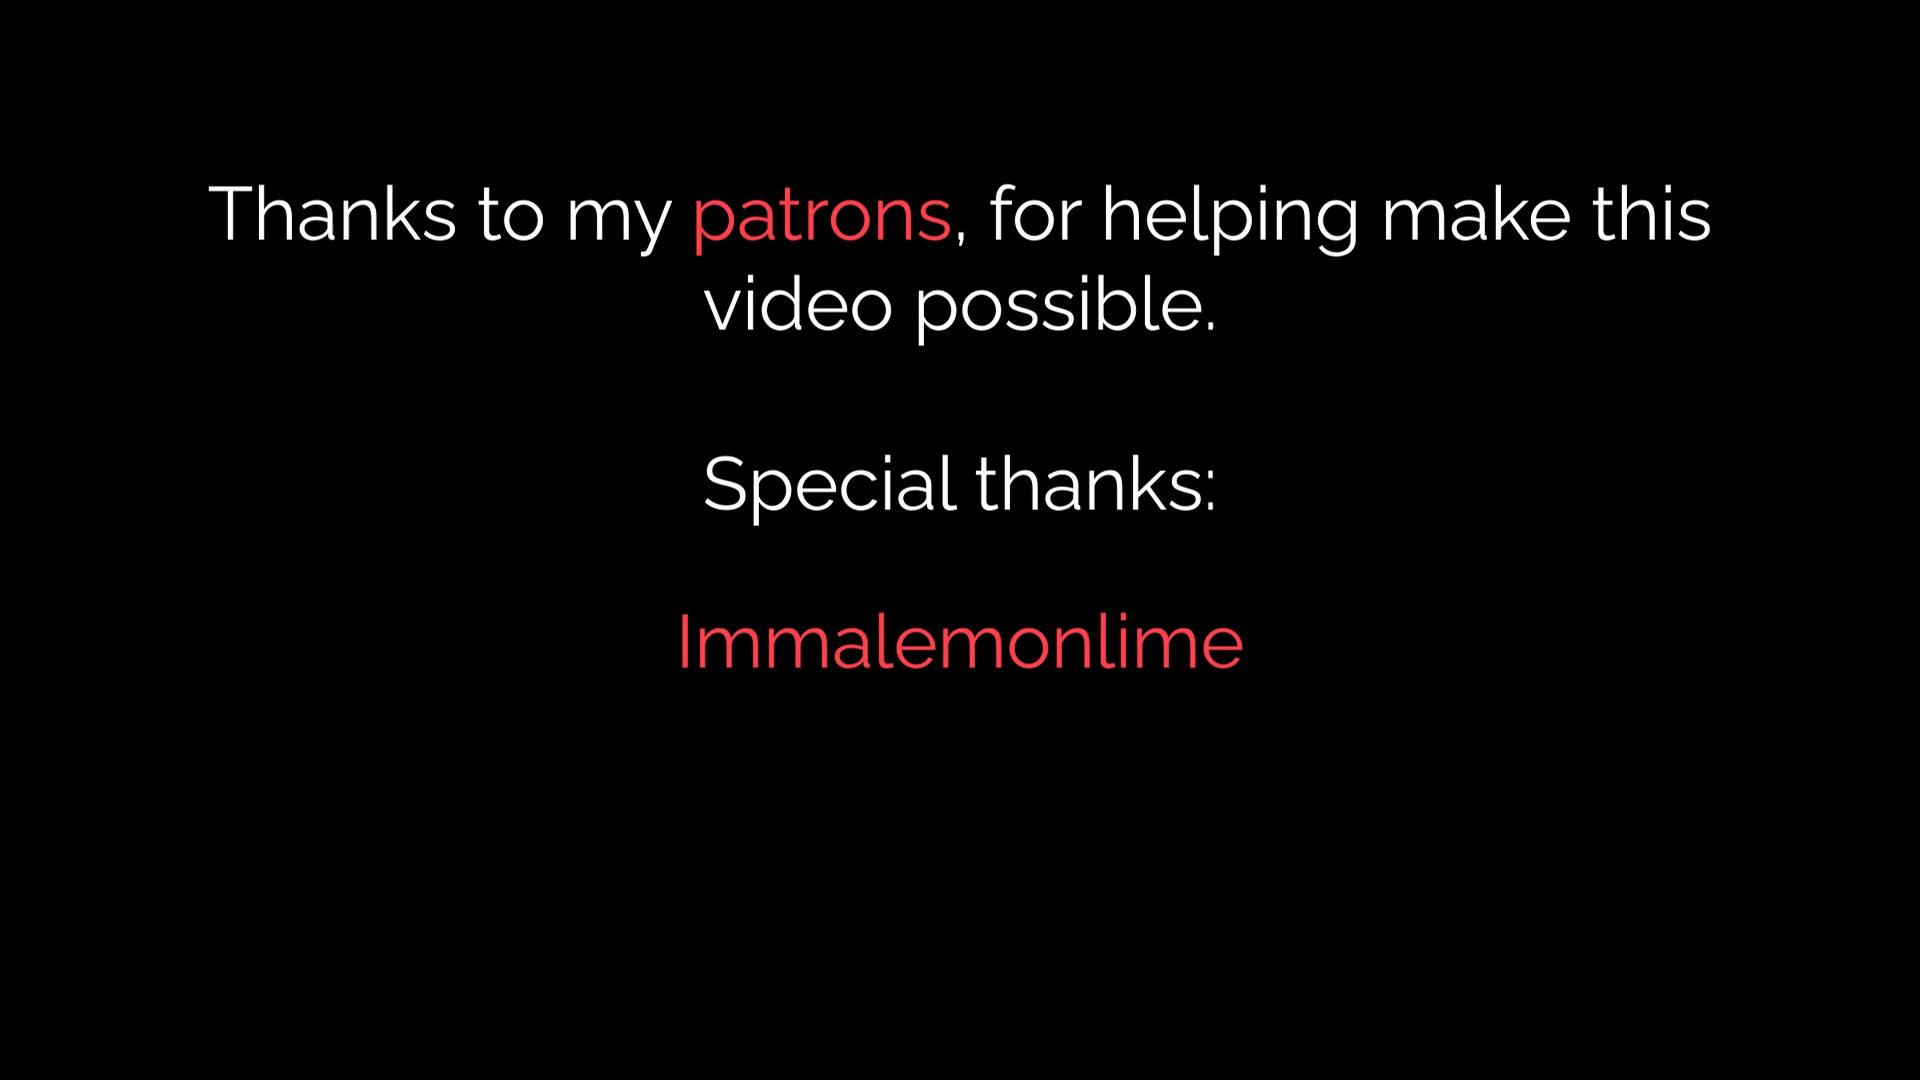 Thanks to my patrons, for helping make this
video possible.
Special thanks:
Immalemonlime